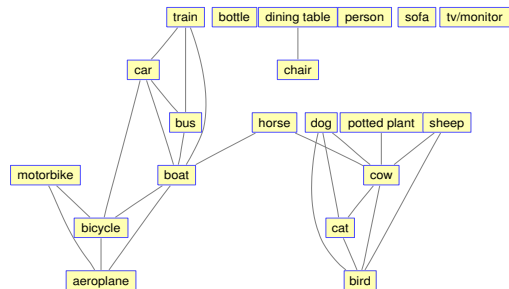 train bottle dining table person sofa tv/monitor
car chair
bus horse dog potted plant sheep
motorbike boat cow
bicycle cat
aeroplane bird